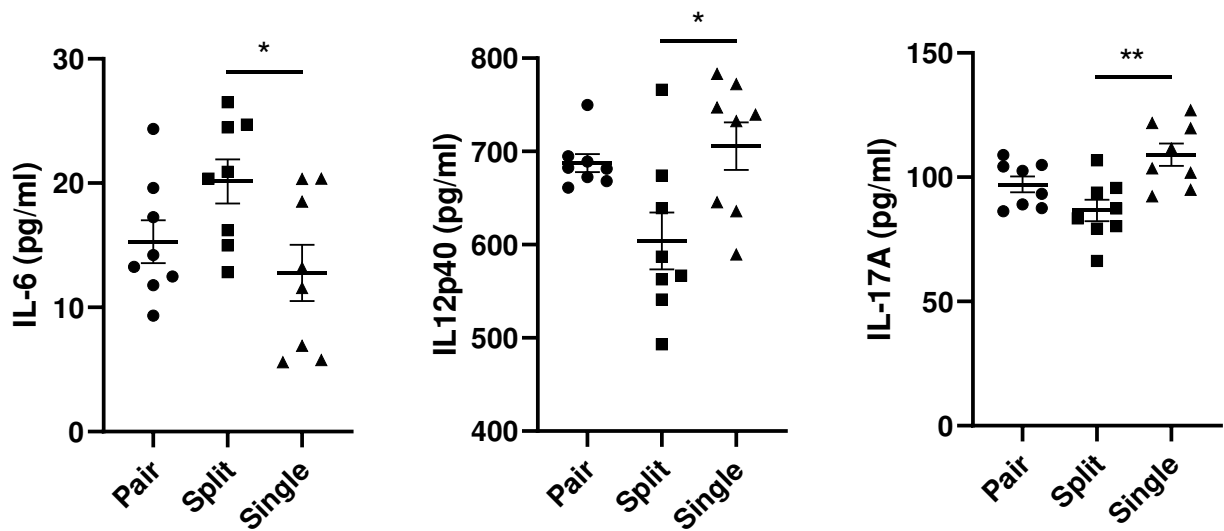 *
30
20
10
0
IL-6 (pg/ml)
Pair
Split
Single
*
800
700
600
500
400
IL12p40 (pg/ml)
Pair
Split
Single
**
150
100
50
0
IL-17A (pg/ml)
Pair
Split
Single